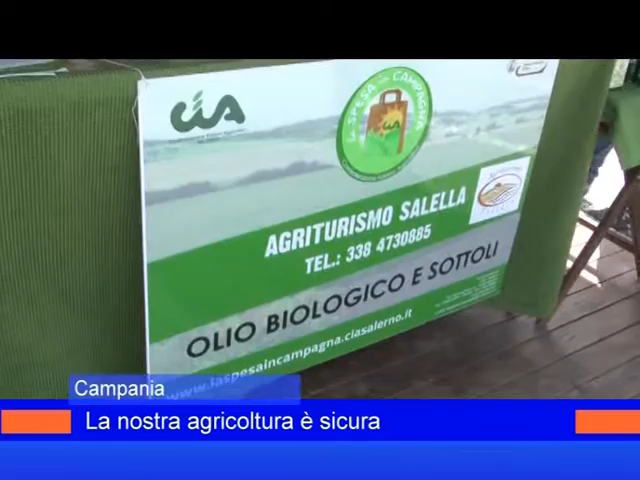 CIA
la SPESA in CAMPAGNA
CIA
AGRITURISMO SALELLA
TEL.: 338 4730885
OLIO BIOLOGICO E SOTTOLI
www.laspesaincampagna.ciasalerno.it
Campania
La nostra agricoltura è sicura